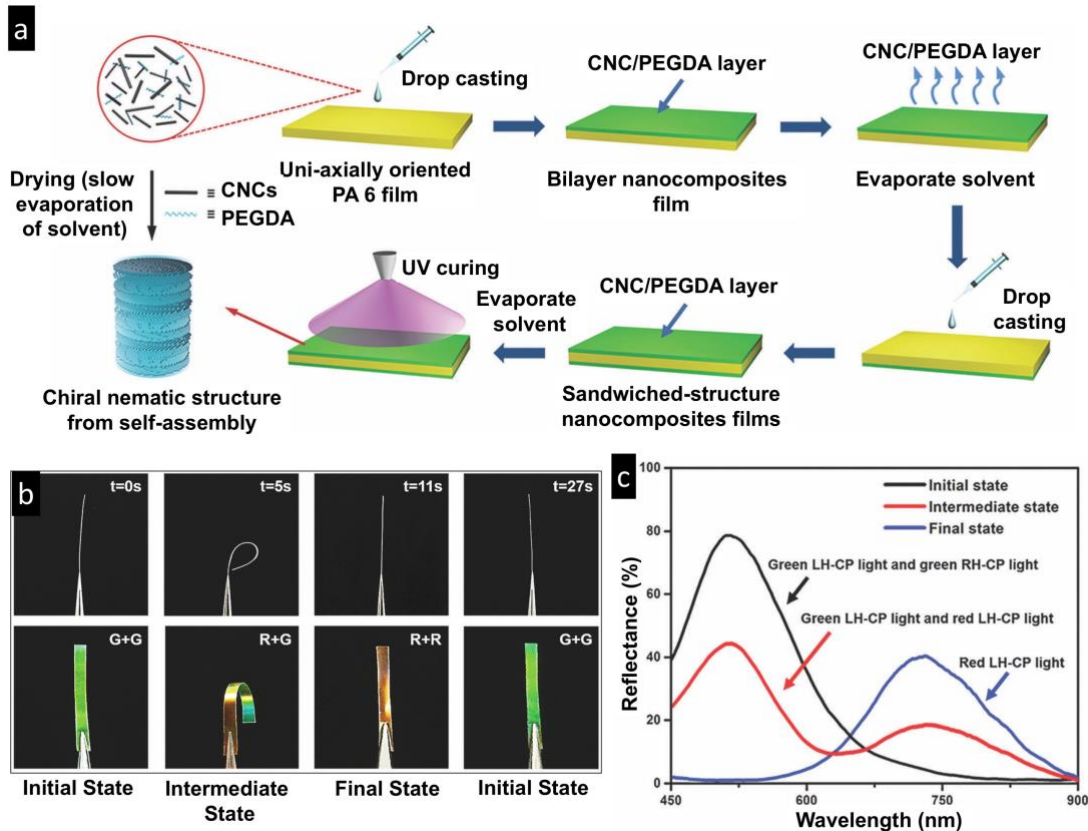 a
Drop casting
Uni-axially oriented
PA 6 film
CNC/PEGDA layer
Bilayer nanocomposites
film
CNC/PEGDA layer
Evaporate solvent
Drying (slow
evaporation
of solvent)
≡ CNCs
≡ PEGDA
Chiral nematic structure
from self-assembly
UV curing
Evaporate
solvent
CNC/PEGDA layer
Sandwiched-structure
nanocomposites films
Drop
casting
b
t=0s
t=5s
t=11s
t=27s
G+G
R+G
R+R
G+G
Initial State
Intermediate
State
Final State
Initial State
c
100
80
60
40
20
0
Reflectance (%)
Initial state
Intermediate state
Final state
Green LH-CP light and green RH-CP light
Green LH-CP light and red LH-CP light
Red LH-CP light
450
600
750
900
Wavelength (nm)